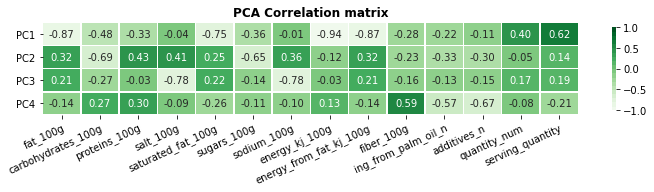 PCA Correlation matrix
PC1 -0.87 -0.48 -0.33 -0.04 -0.75 -0.36 -0.01 -0.94 -0.87 -0.28 -0.22 -0.11 0.40 0.62
PC2 0.32 -0.69 0.43 0.41 0.25 -0.65 0.36 -0.12 0.32 -0.23 -0.33 -0.30 -0.05 0.14
PC3 0.21 -0.27 -0.03 -0.78 0.22 -0.14 -0.78 -0.03 0.21 -0.16 -0.13 -0.15 0.17 0.19
PC4 -0.14 0.27 0.30 -0.09 -0.26 -0.11 -0.10 0.13 -0.14 0.59 -0.57 -0.67 -0.08 -0.21
fat_100g
carbohydrates_100g
proteins_100g
salt_100g
saturated_fat_100g
sugars_100g
sodium_100g
energy_kj_100g
energy_from_fat_kj_100g
fiber_100g
ing_from_palm_oil_n
additives_n
quantity_num
serving_quantity
1.0
0.5
0.0
-0.5
-1.0